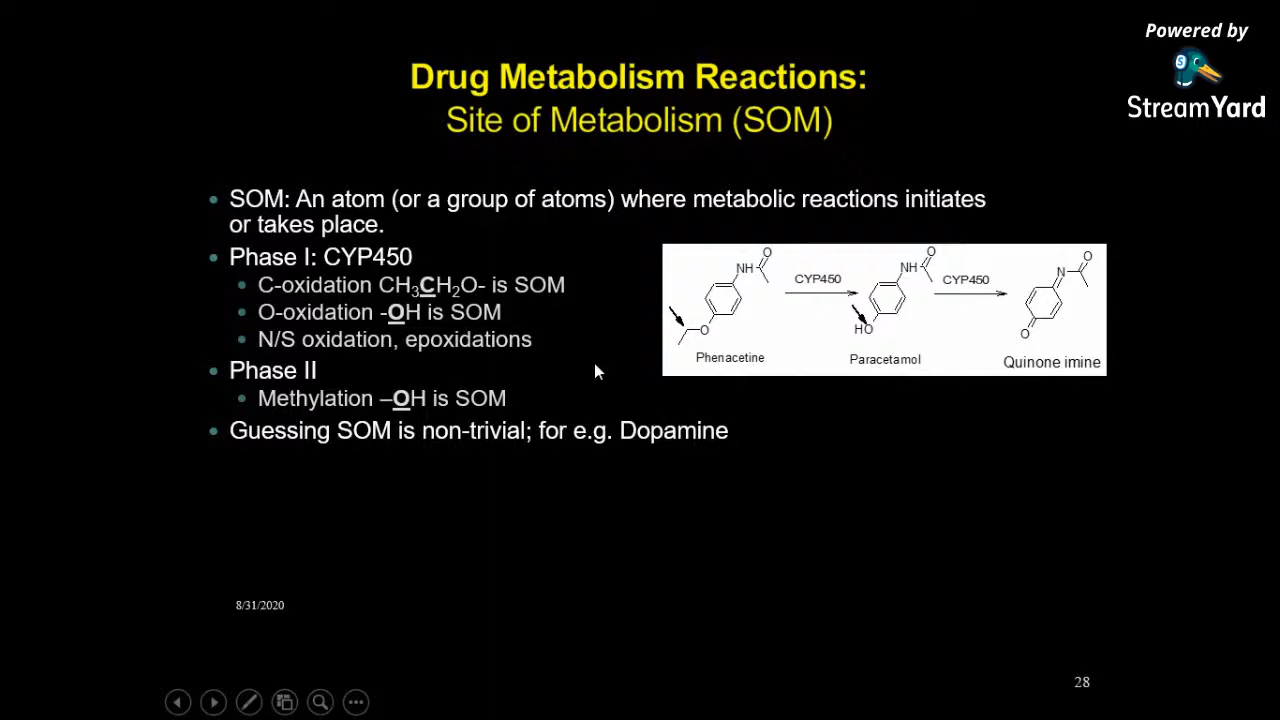 Powered by
StreamYard
Drug Metabolism Reactions:
Site of Metabolism (SOM)
• SOM: An atom (or a group of atoms) where metabolic reactions initiates
or takes place.
• Phase I: CYP450
• C-oxidation CH₃CH₂O- is SOM
• O-oxidation -OH is SOM
• N/S oxidation, epoxidations
• Phase II
• Methylation –OH is SOM
• Guessing SOM is non-trivial; for e.g. Dopamine
O
NH
O
Phenacetine
CYP450
O
NH
HO
Paracetamol
CYP450
O
N
O
Quinone imine
8/31/2020
28